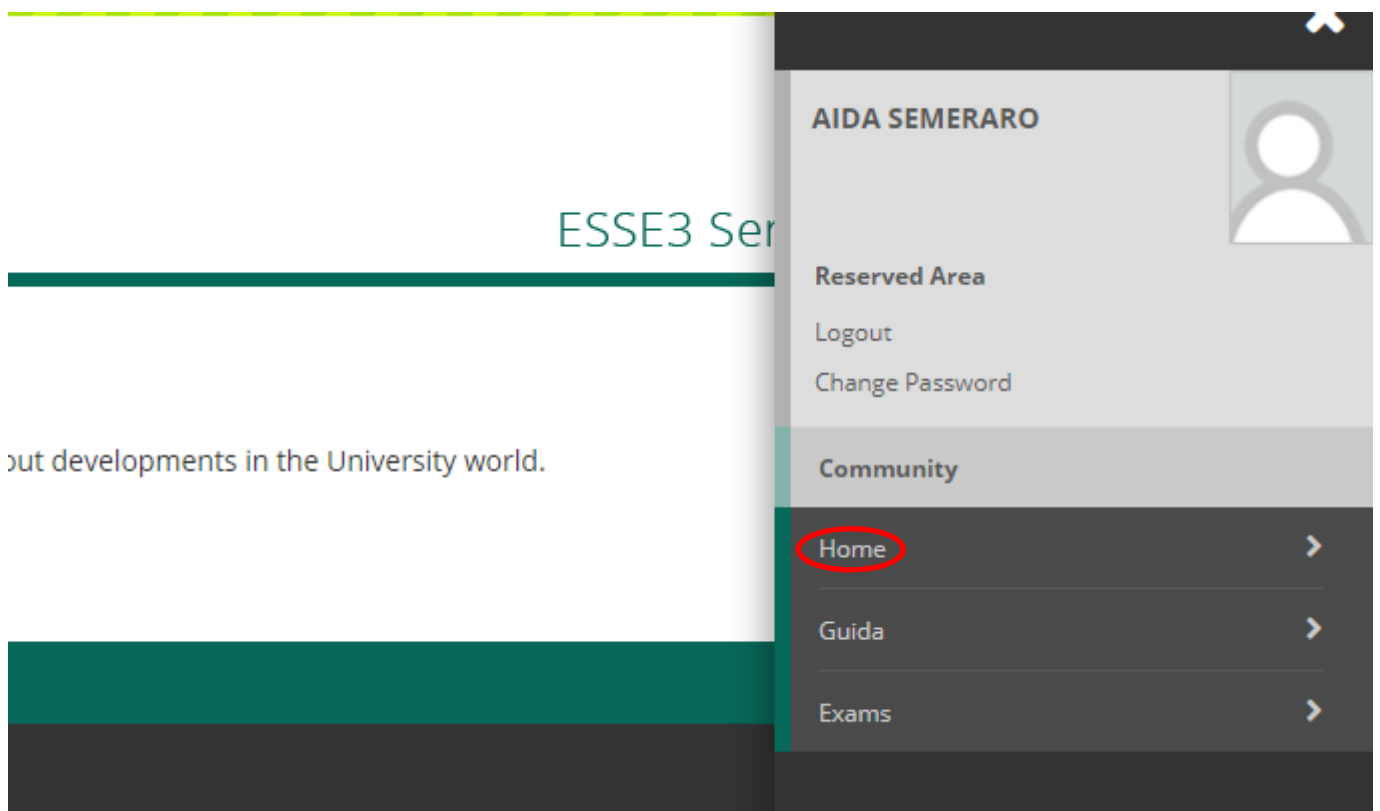 AIDA SEMERARO
ESSE3 Ser
Reserved Area
Logout
Change Password
out developments in the University world.
Community
Home
Guida
Exams